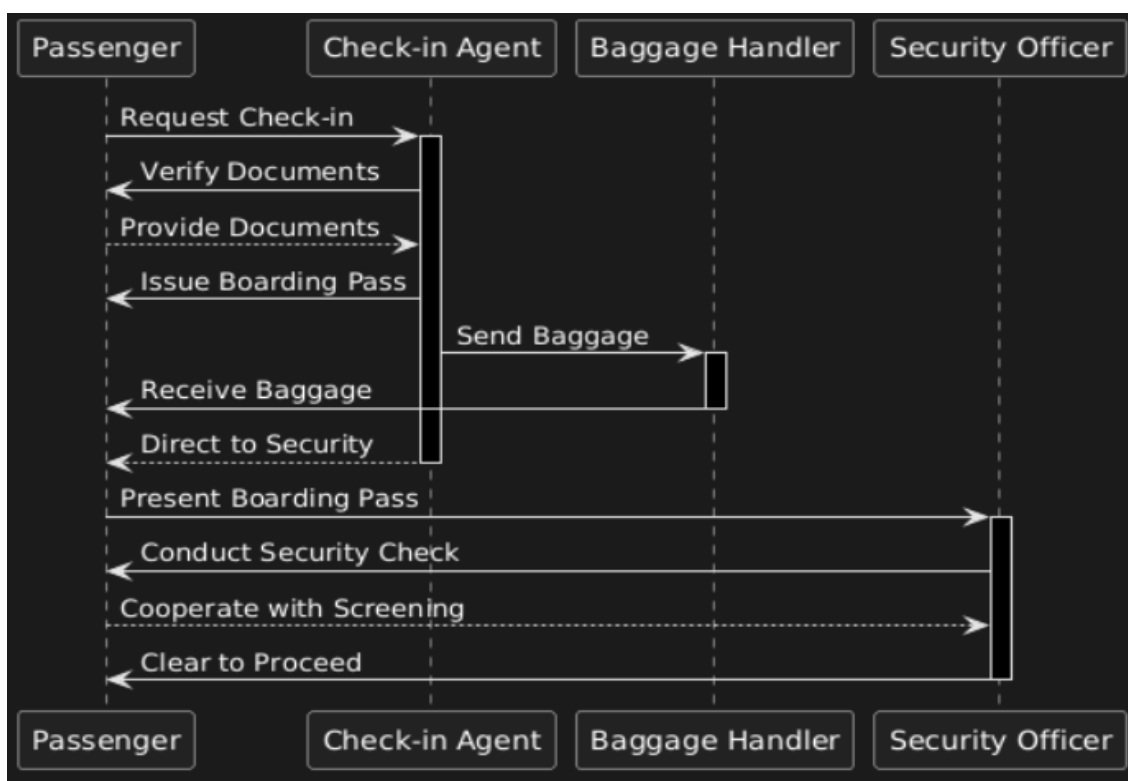 Passenger Check-in Agent Baggage Handler Security Officer
Request Check-in
Verify Documents
Provide Documents
Issue Boarding Pass
Send Baggage
Receive Baggage
Direct to Security
Present Boarding Pass
Conduct Security Check
Cooperate with Screening
Clear to Proceed
Passenger Check-in Agent Baggage Handler Security Officer